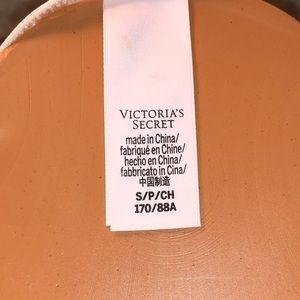 VICTORIA'S
SECRET
made in China/
fabriqué en Chine/
hecho en China/
fabbricato in Cina/
中国制造
S/P/CH
170/88A